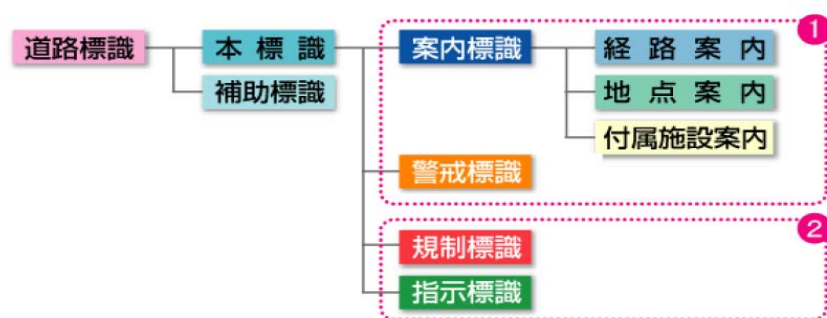 1
道路標識 本標識 案内標識 経路案内
補助標識 地点案内
付属施設案内
警戒標識
2
規制標識
指示標識